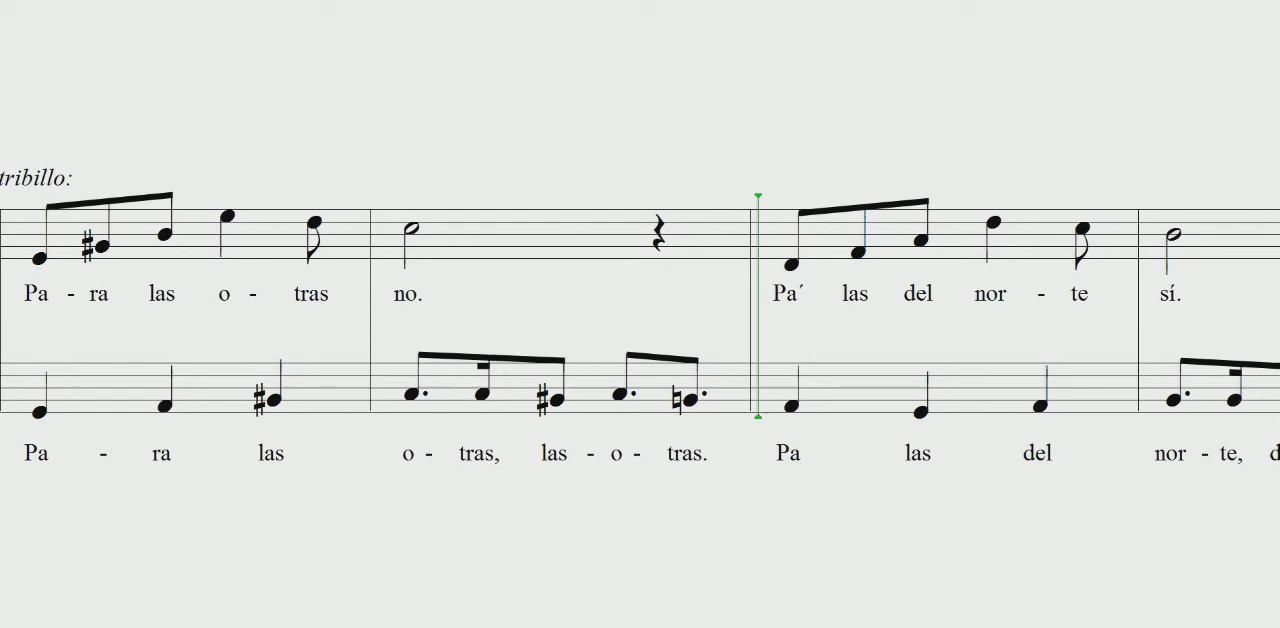 tribillo:
Pa - ra las o - tras no. Pa´ las del nor - te sí.
Pa - ra las o - tras, las - o - tras. Pa las del nor - te, d